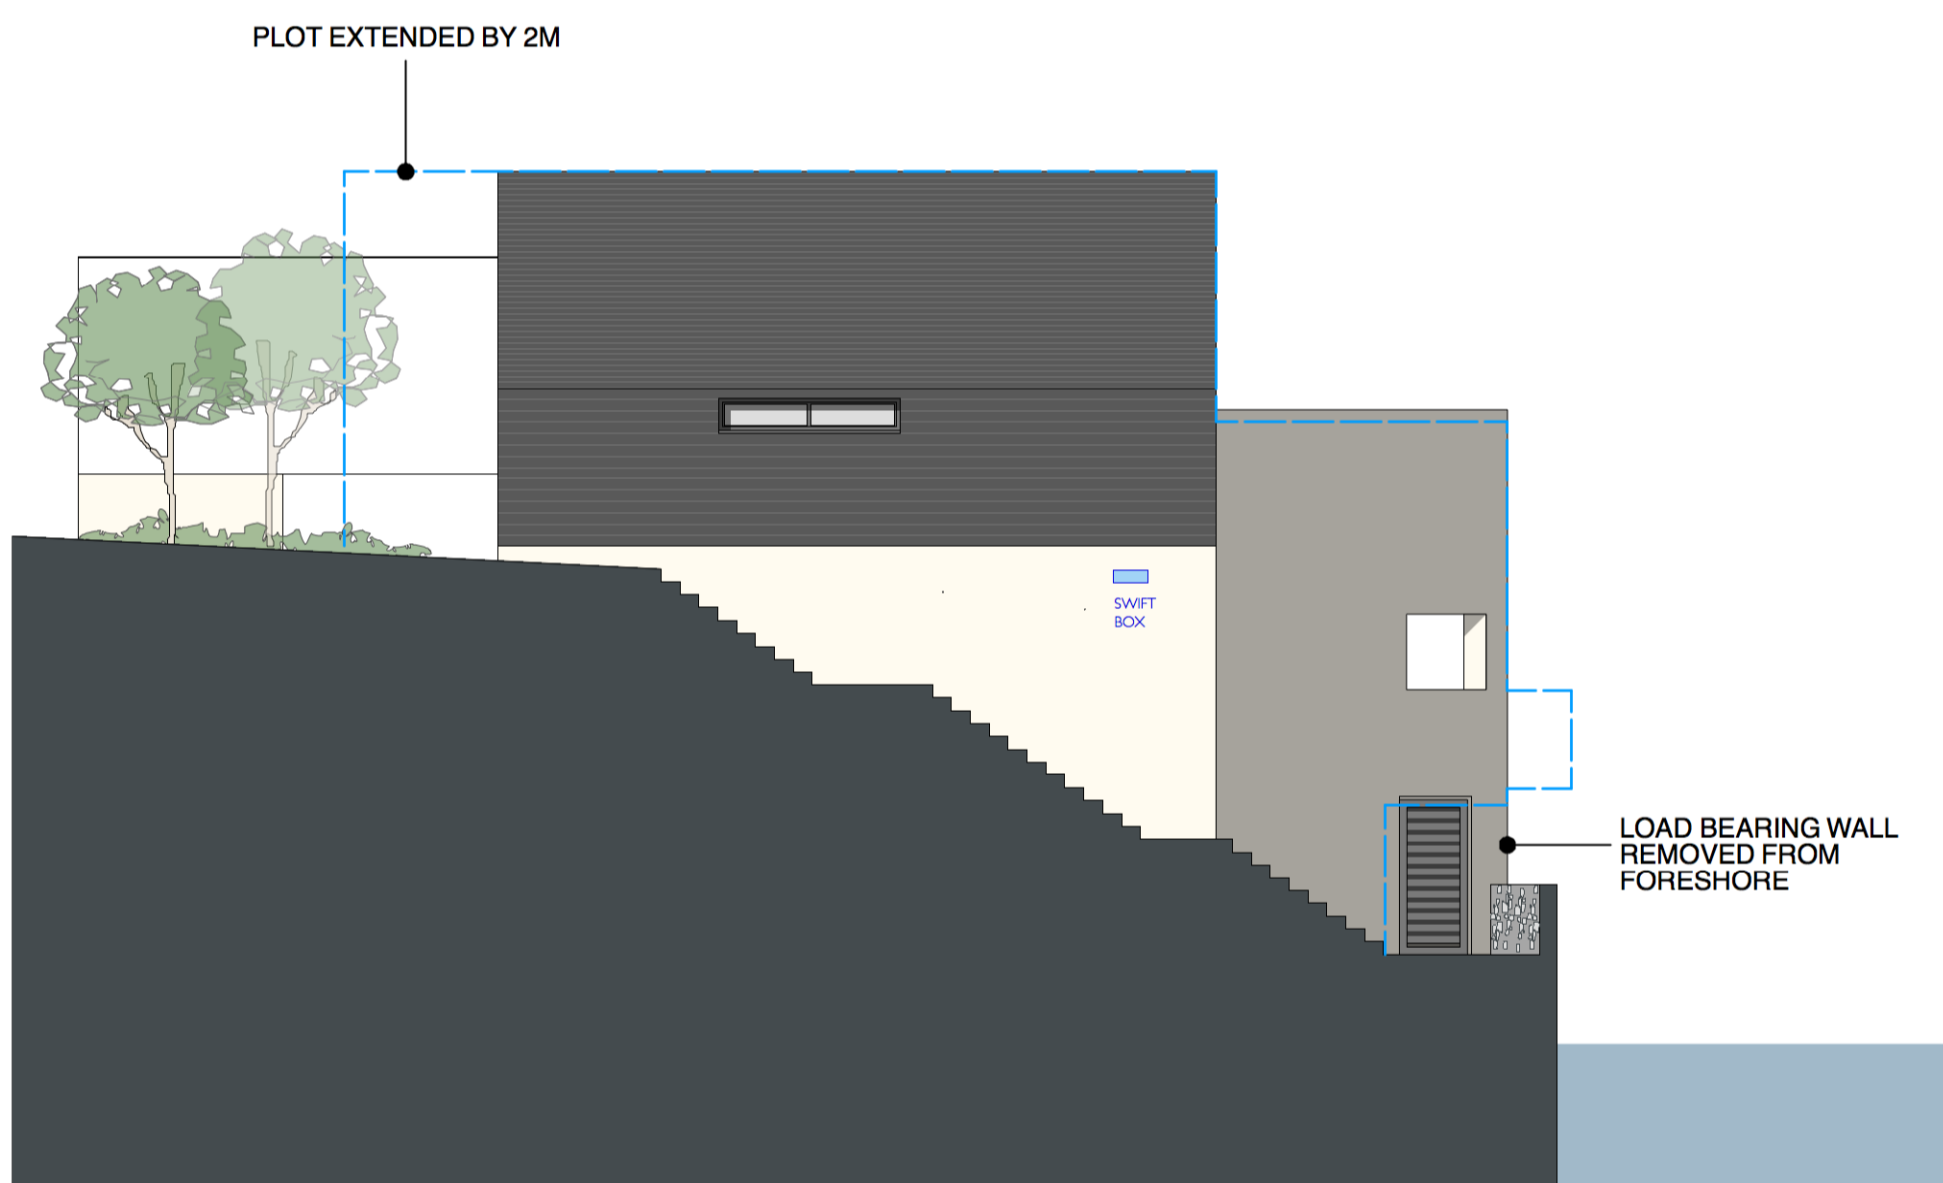 PLOT EXTENDED BY 2M
SWIFT
BOX
LOAD BEARING WALL
REMOVED FROM
FORESHORE